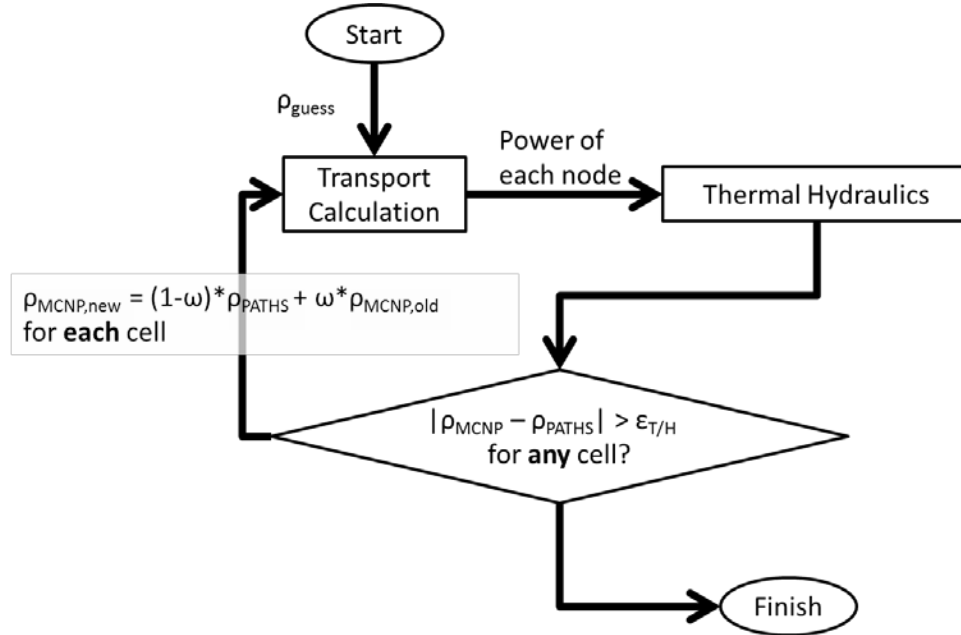 Start
ρguess
Transport
Calculation
Power of
each node
Thermal Hydraulics
ρMCNP,new = (1-ω)*ρPATHS + ω*ρMCNP,old
for each cell
|ρMCNP – ρPATHS| > εT/H
for any cell?
Finish